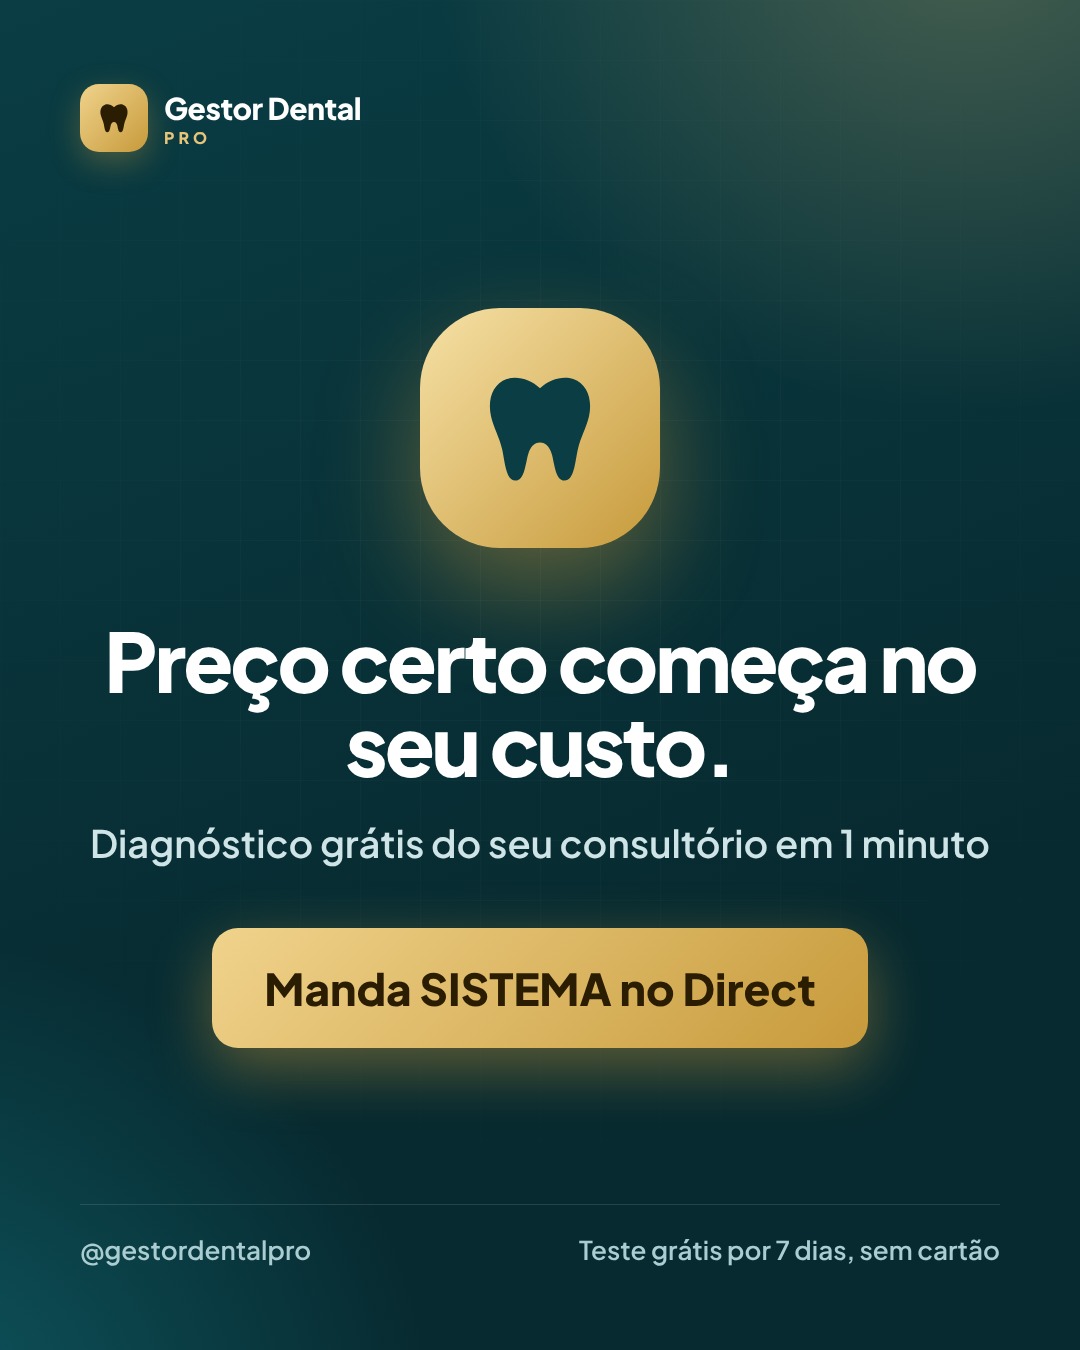 Gestor Dental
PRO
Preço certo começa no
seu custo.
Diagnóstico grátis do seu consultório em 1 minuto
Manda SISTEMA no Direct
@gestordentalpro
Teste grátis por 7 dias, sem cartão